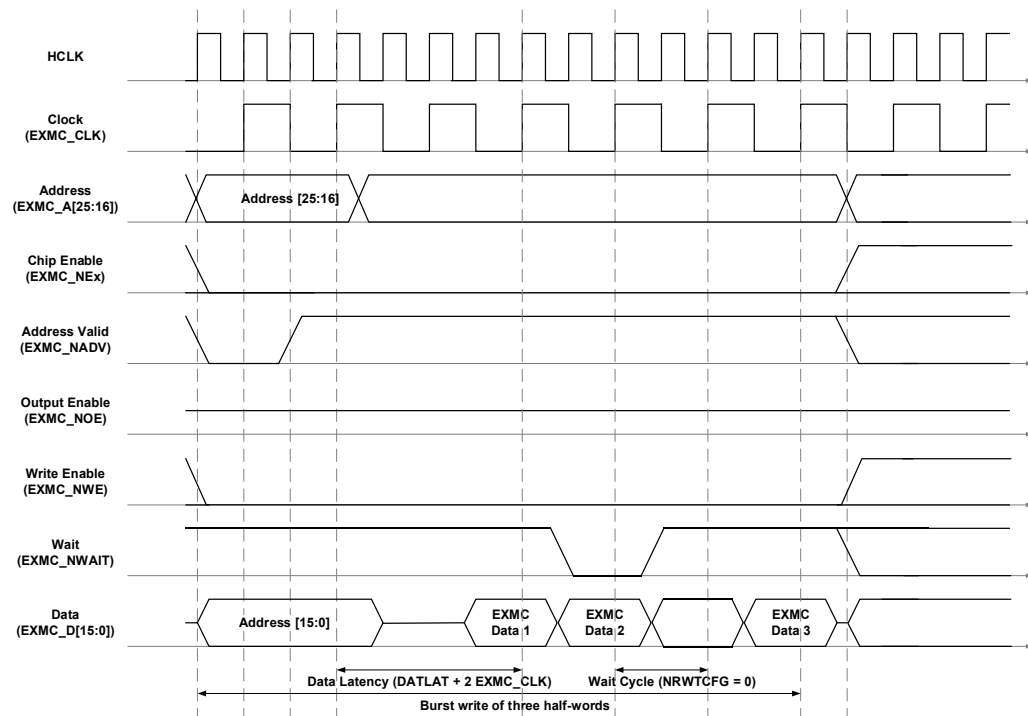 HCLK
Clock
(EXMC_CLK)
Address
(EXMC_A[25:16])
Address [25:16]
Chip Enable
(EXMC_NEx)
Address Valid
(EXMC_NADV)
Output Enable
(EXMC_NOE)
Write Enable
(EXMC_NWE)
Wait
(EXMC_NWAIT)
Data
(EXMC_D[15:0])
Address [15:0]
EXMC
Data 1
EXMC
Data 2
EXMC
Data 3
Data Latency (DATLAT + 2 EXMC_CLK)
Wait Cycle (NRWTCFG = 0)
Burst write of three half-words